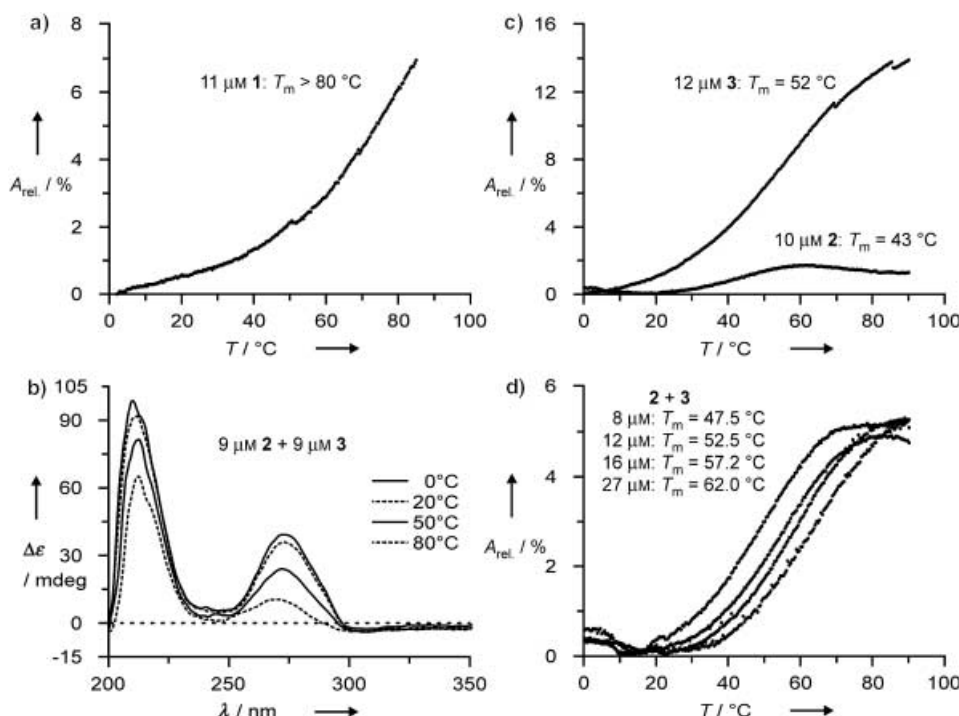 a)
8
6
4
2
0
11 μM 1: Tm > 80 °C
Arel. / %
0 20 40 60 80 100
T / °C
c)
16
12
8
4
0
12 μM 3: Tm = 52 °C
10 μM 2: Tm = 43 °C
Arel. / %
0 20 40 60 80 100
T / °C
b)
105
90
60
30
0
-15
9 μM 2 + 9 μM 3
0°C
20°C
50°C
80°C
Δε
/ mdeg
200 250 300 350
λ / nm
d)
6
4
2
0
2 + 3
8 μM: Tm = 47.5 °C
12 μM: Tm = 52.5 °C
16 μM: Tm = 57.2 °C
27 μM: Tm = 62.0 °C
Arel. / %
0 20 40 60 80 100
T / °C